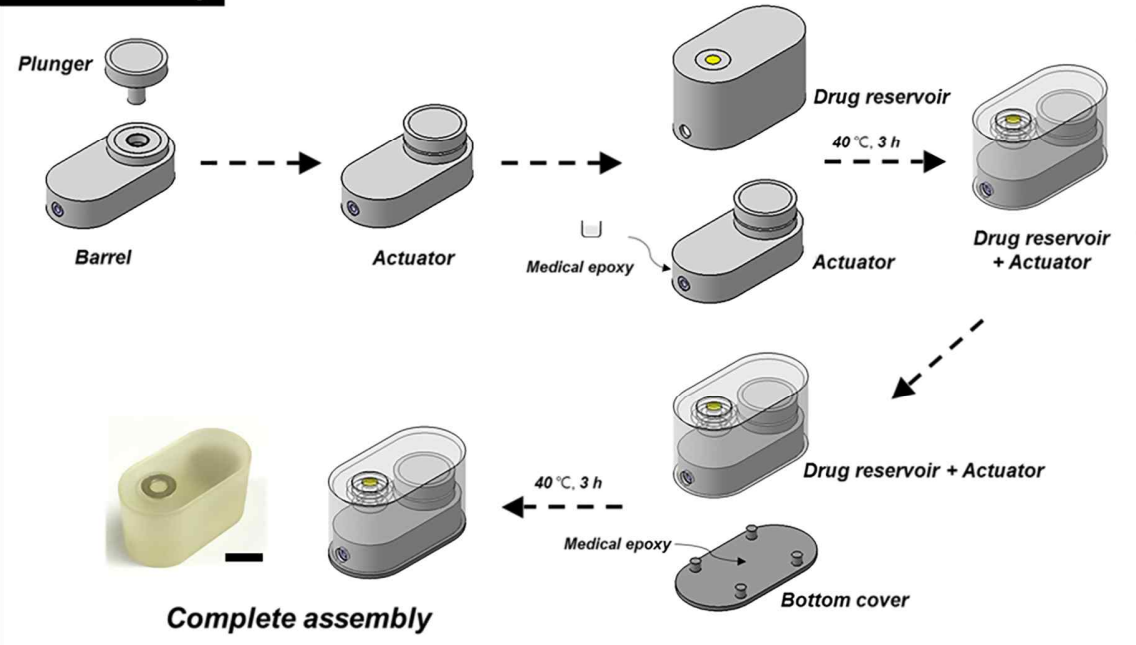 Plunger
Barrel
Actuator
Drug reservoir
Medical epoxy
Actuator
40 ℃, 3 h
Drug reservoir
+ Actuator
Drug reservoir + Actuator
Medical epoxy
Bottom cover
40 ℃, 3 h
Complete assembly